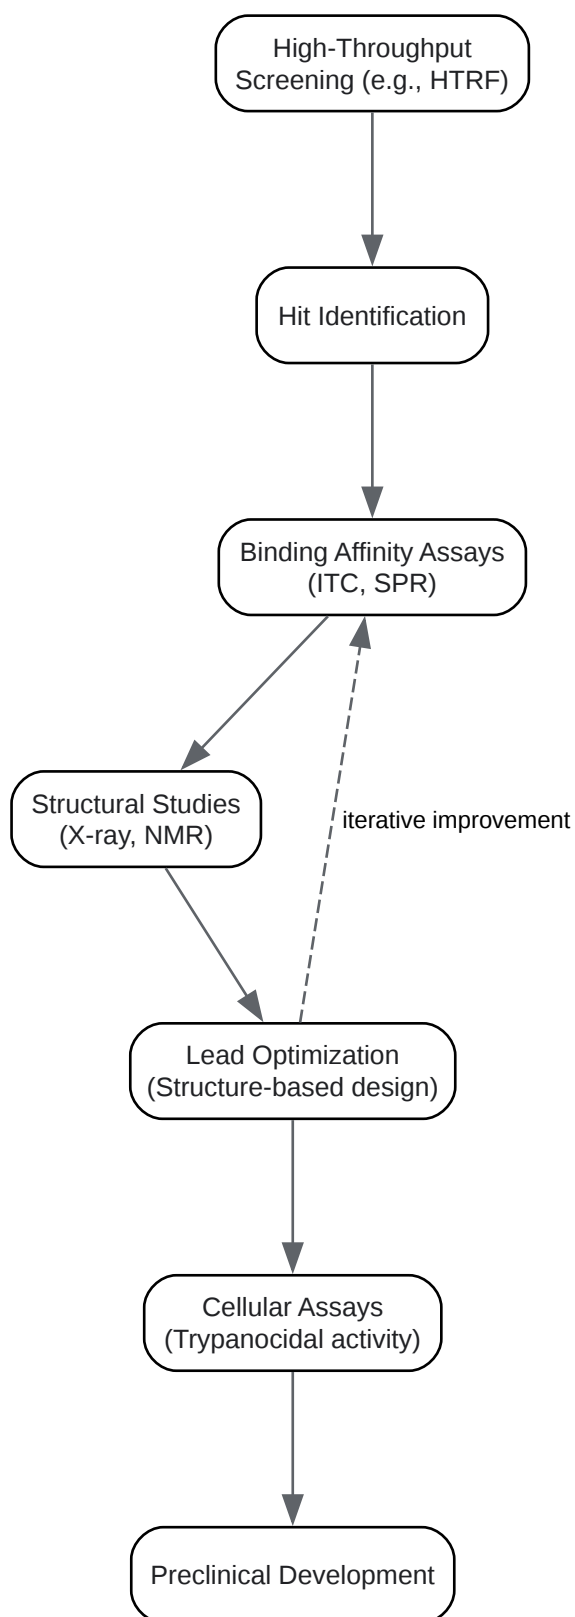 High-Throughput
Screening (e.g., HTRF)
Hit Identification
Binding Affinity Assays
(ITC, SPR)
Structural Studies
(X-ray, NMR)
iterative improvement
Lead Optimization
(Structure-based design)
Cellular Assays
(Trypanocidal activity)
Preclinical Development